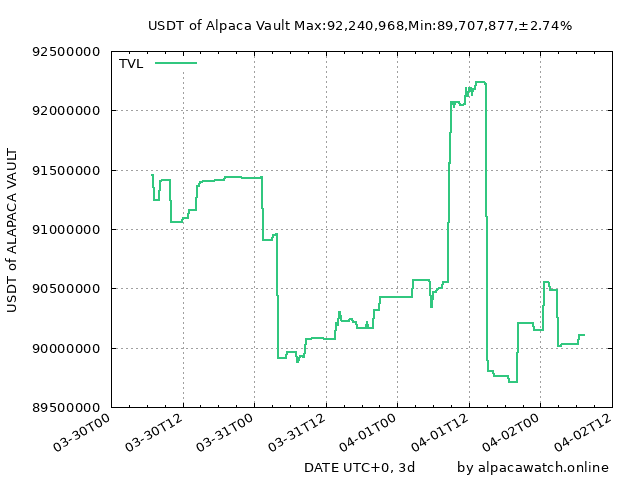 USDT of Alpaca Vault Max:92,240,968,Min:89,707,877,±2.74%
TVL
USDT of ALAPACA VAULT
92500000
92000000
91500000
91000000
90500000
90000000
89500000
03-30T00
03-30T12
03-31T00
03-31T12
04-01T00
04-01T12
04-02T00
04-02T12
DATE UTC+0, 3d
by alpacawatch.online